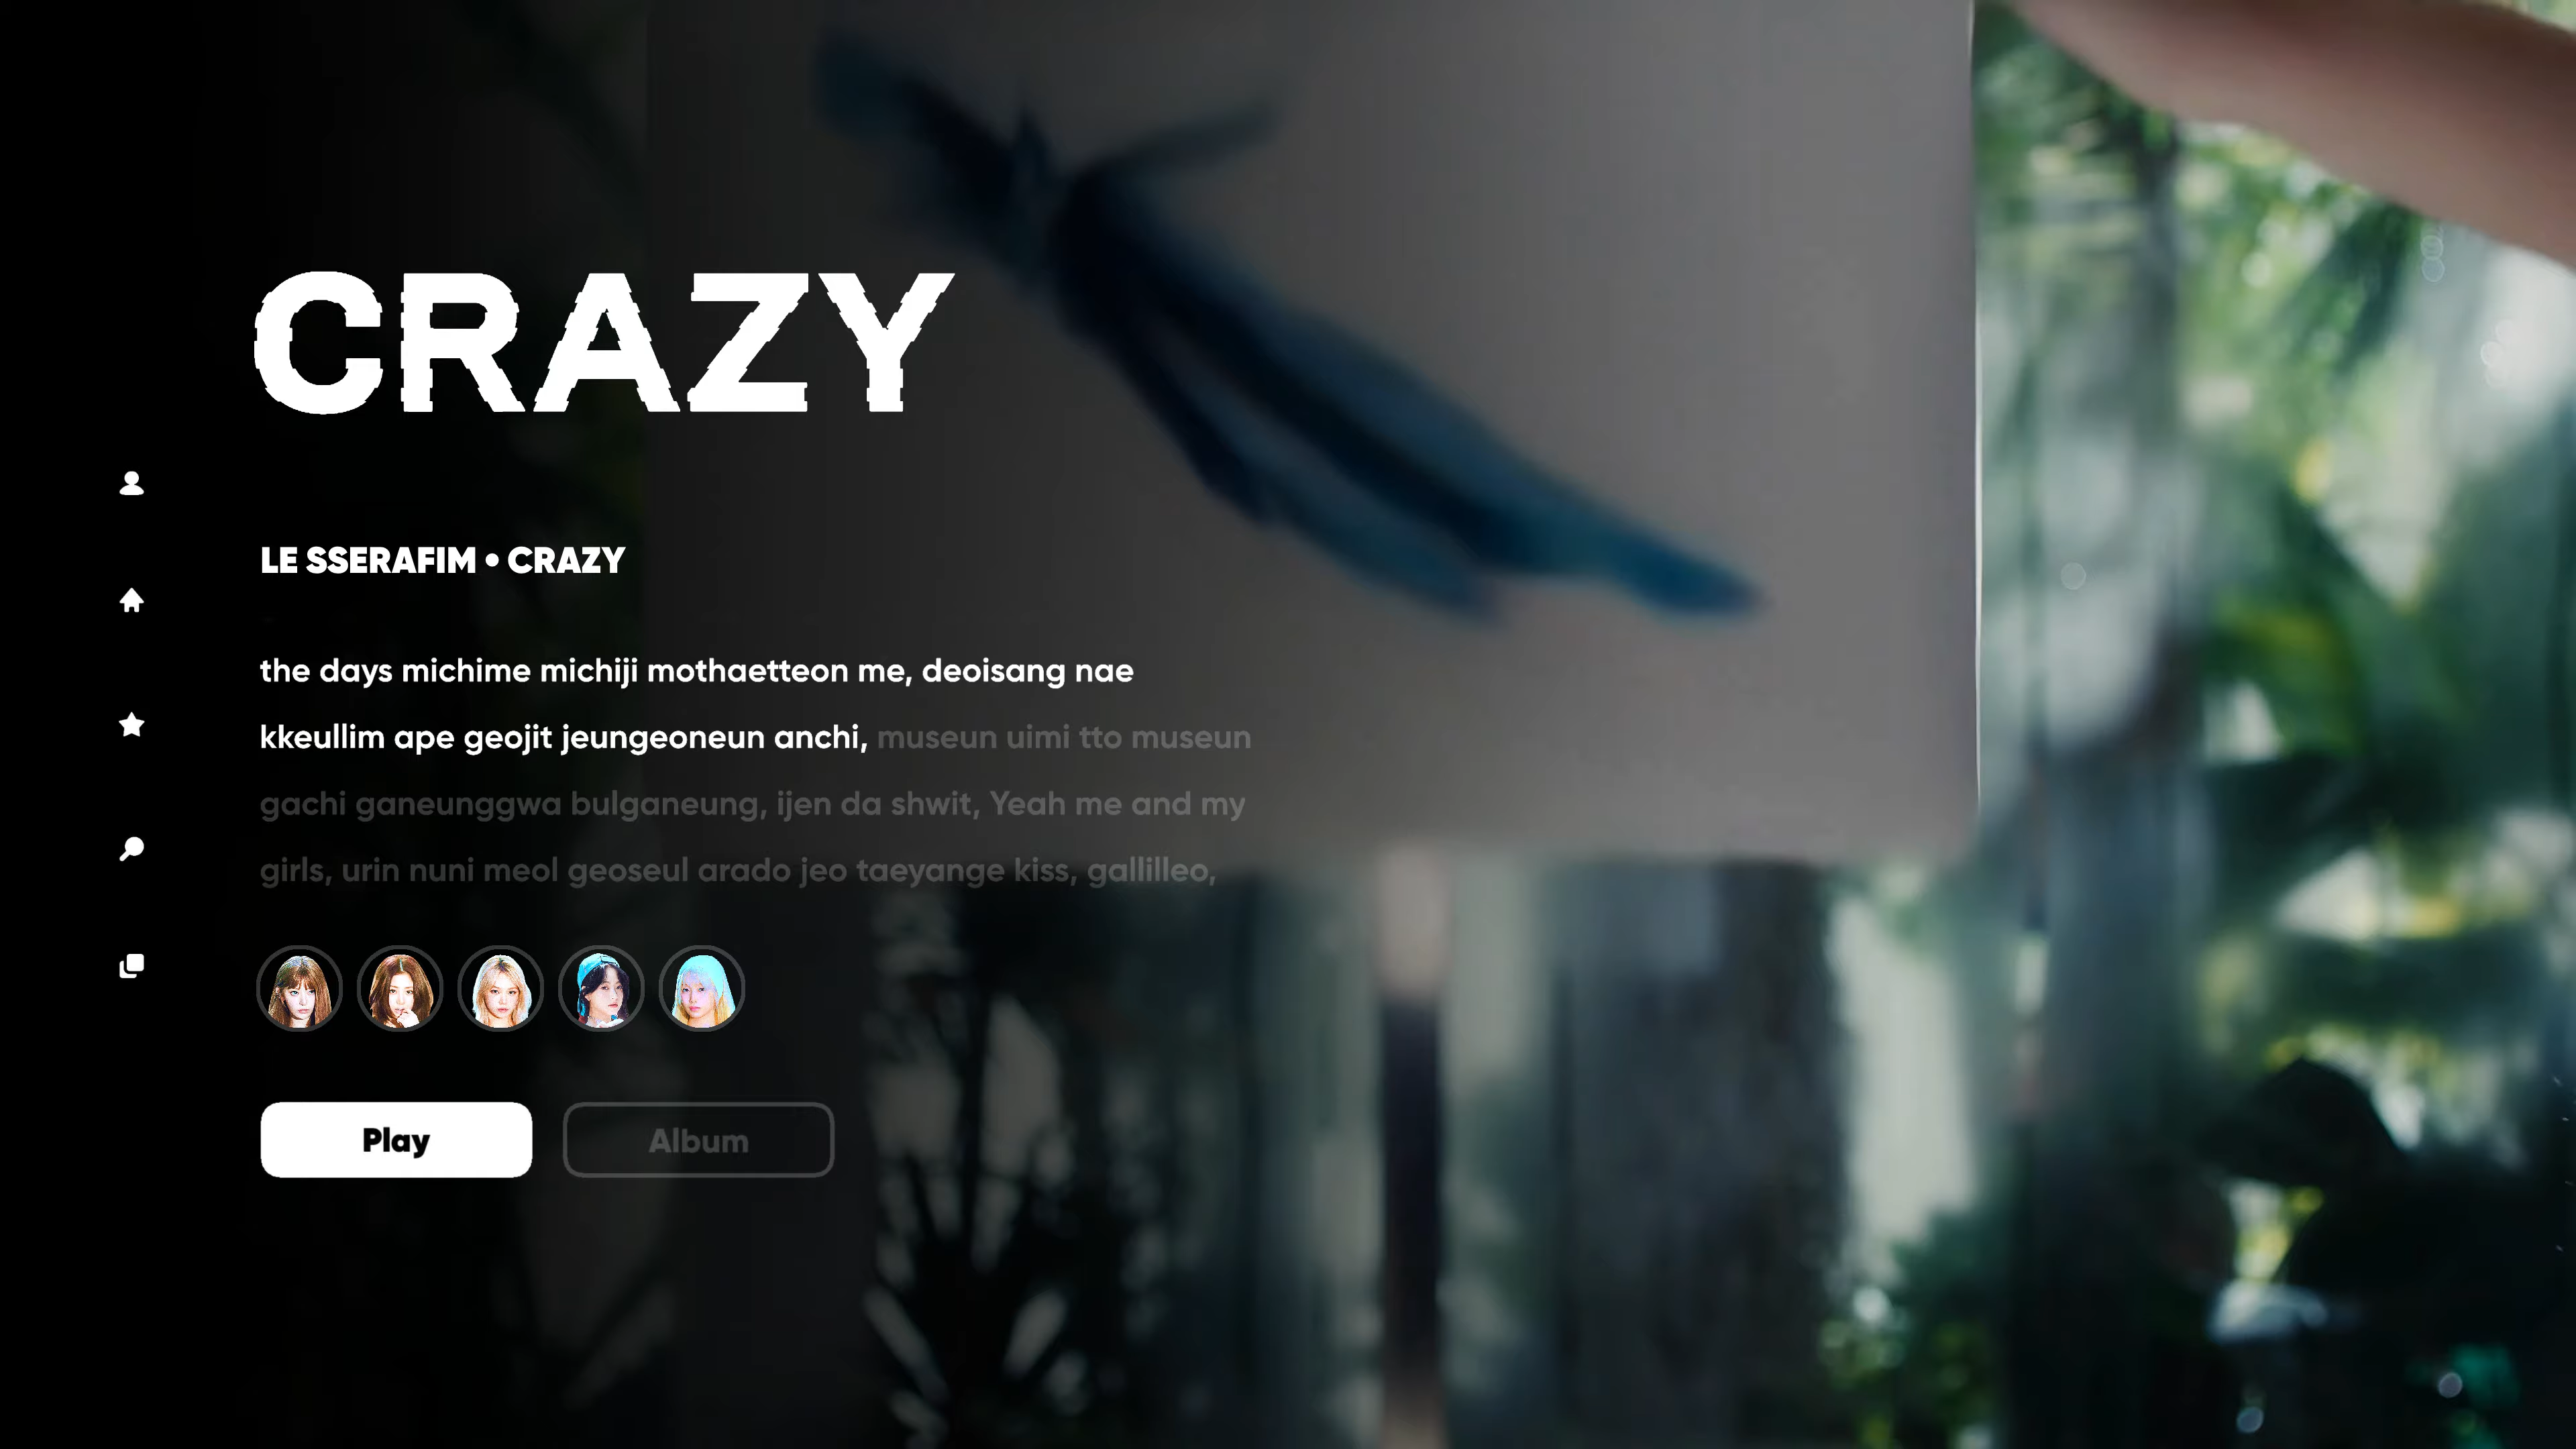 CRAZY
LE SSERAFIM • CRAZY
the days michime michiji mothaetteon me, deoisang nae
kkeullim ape geojit jeungeoneun anchi, museun uimi tto museun
gachi ganeunggwa bulganeung, ijen da shwit, Yeah me and my
girls, urin nuni meol geoseul arado jeo taeyange kiss, gallilleo,
Play
Album